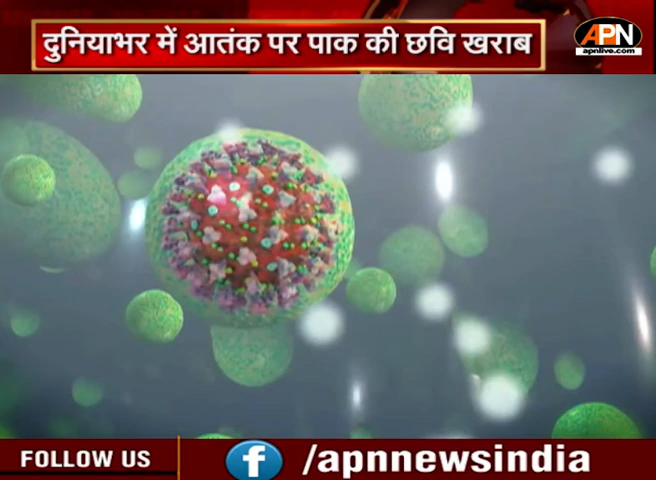 दुनियाभर में आतंक पर पाक की छवि खराब
APN
apnlive.com
FOLLOW US
f /apnnewsindia